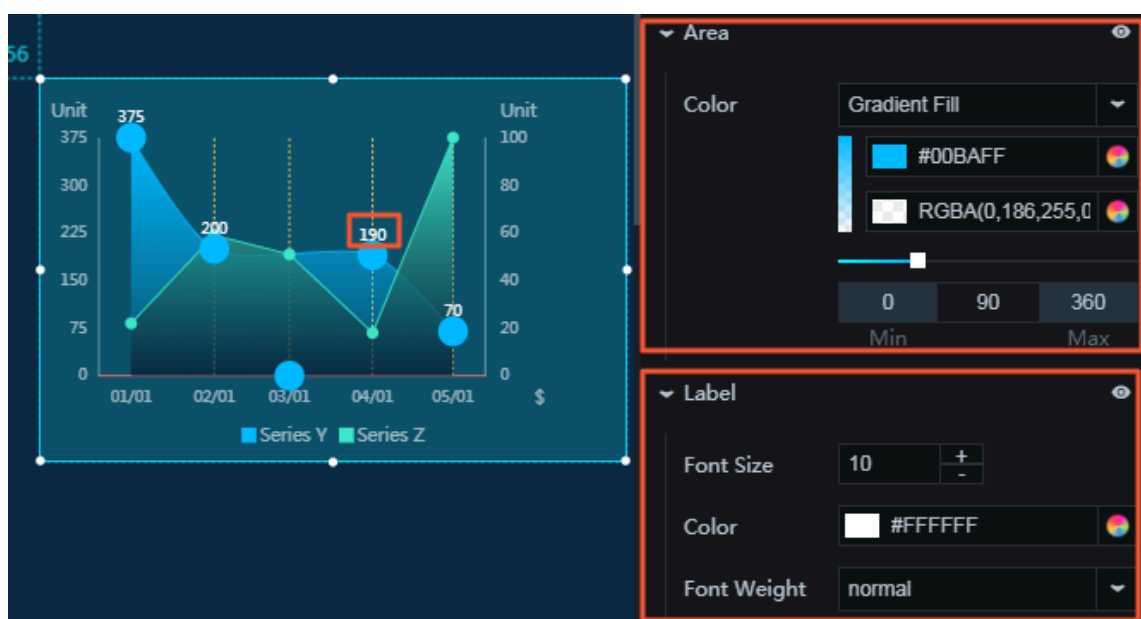 56
Unit
Unit
375
375
300
225
150
75
0
200
190
70
100
80
60
40
20
0
01/01 02/01 03/01 04/01 05/01 $
Series Y Series Z
Area
Color Gradient Fill
#00BAFF
RGBA(0,186,255,0
0 90 360
Min Max
Label
Font Size 10 + -
Color #FFFFFF
Font Weight normal